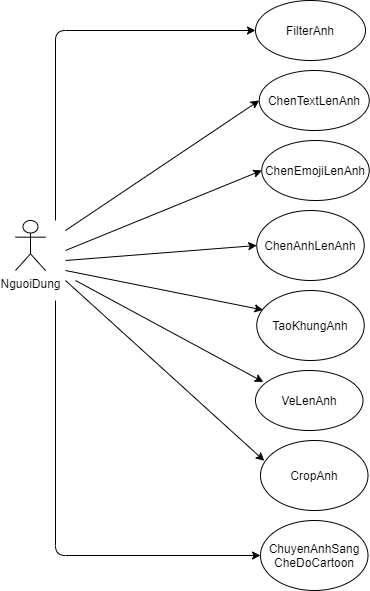 FilterAnh
ChenTextLenAnh
ChenEmojiLenAnh
ChenAnhLenAnh
NguoiDung
TaoKhungAnh
VeLenAnh
CropAnh
ChuyenAnhSang
CheDoCartoon